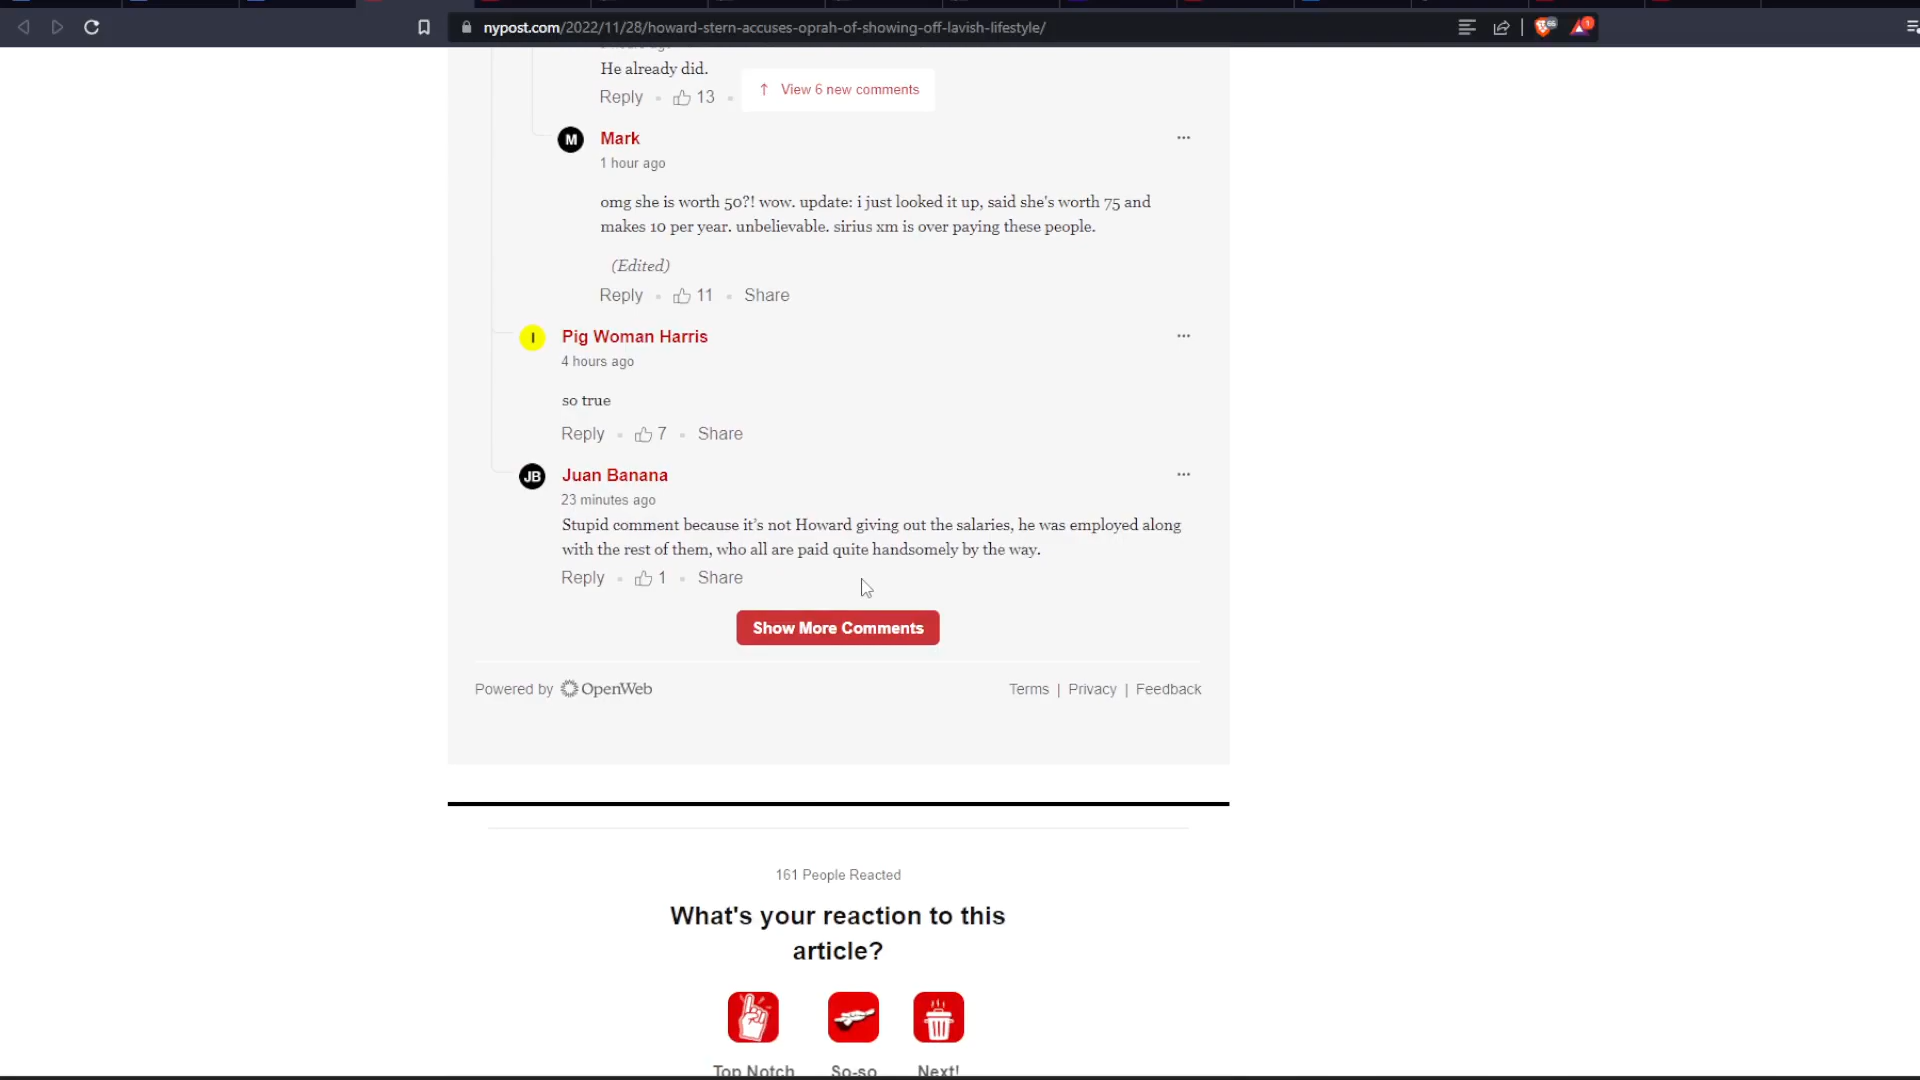 nypost.com/2022/11/28/howard-stern-accuses-oprah-of-showing-off-lavish-lifestyle/
66
1
He already did.
Reply 13
View 6 new comments
M
Mark
1 hour ago
omg she is worth 50?! wow. update: i just looked it up, said she's worth 75 and
makes 10 per year. unbelievable. sirius xm is over paying these people.
(Edited)
Reply 11 Share
I
Pig Woman Harris
4 hours ago
so true
Reply 7 Share
JB
Juan Banana
23 minutes ago
Stupid comment because it's not Howard giving out the salaries, he was employed along
with the rest of them, who all are paid quite handsomely by the way.
Reply 1 Share
Show More Comments
Powered by OpenWeb
Terms | Privacy | Feedback
161 People Reacted
What's your reaction to this
article?
Top Notch So-so Next!